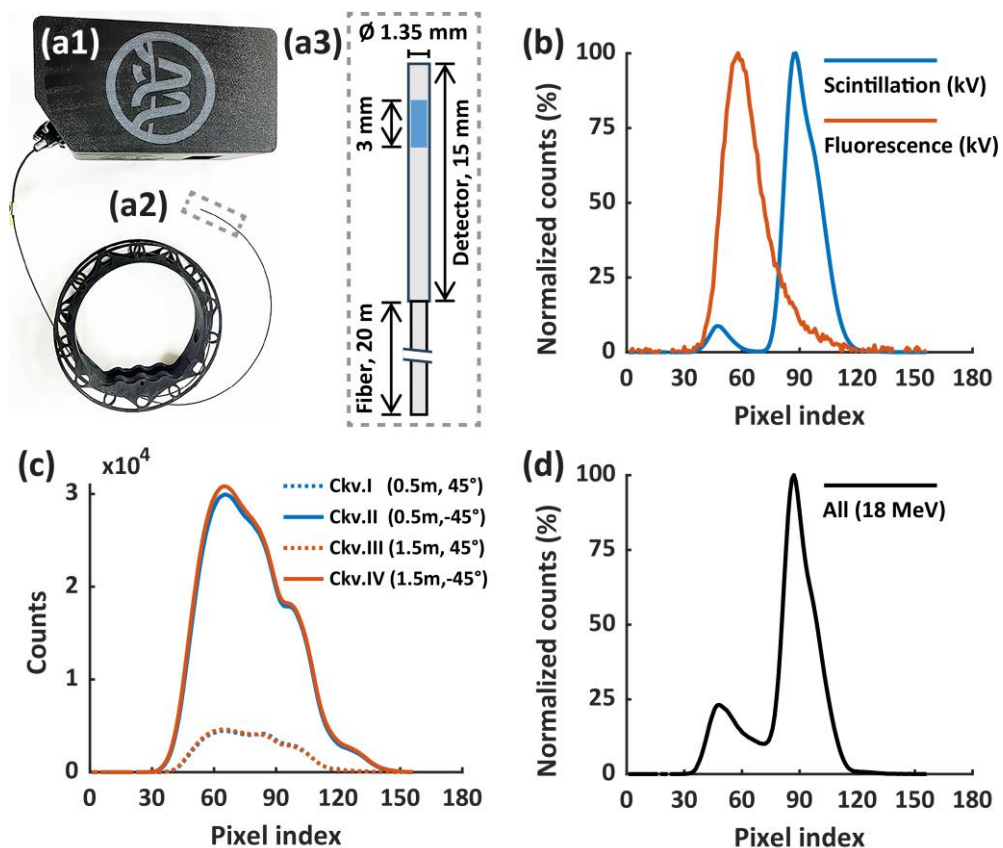 (a1)
(a2)
(a3)
Ø 1.35 mm
3 mm
Detector, 15 mm
Fiber, 20 m
(b)
Normalized counts (%)
100
75
50
25
0
Scintillation (kV)
Fluorescence (kV)
0 30 60 90 120 150 180
Pixel index
(c)
x10⁴
Counts
3
2
1
0
Ckv.I (0.5m, 45°)
Ckv.II (0.5m,-45°)
Ckv.III (1.5m, 45°)
Ckv.IV (1.5m,-45°)
0 30 60 90 120 150 180
Pixel index
(d)
Normalized counts (%)
100
75
50
25
0
All (18 MeV)
0 30 60 90 120 150 180
Pixel index